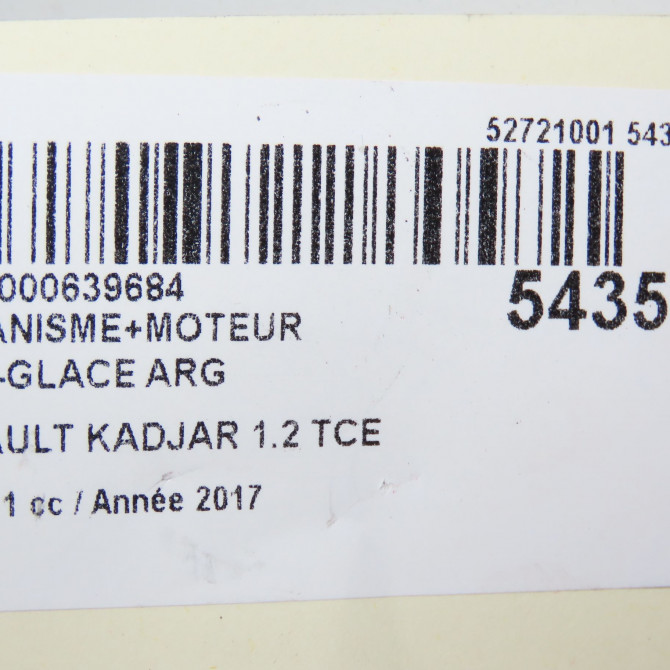 52721001 543
000639684
5435
ANISME+MOTEUR
-GLACE ARG
AULT KADJAR 1.2 TCE
1 cc / Année 2017